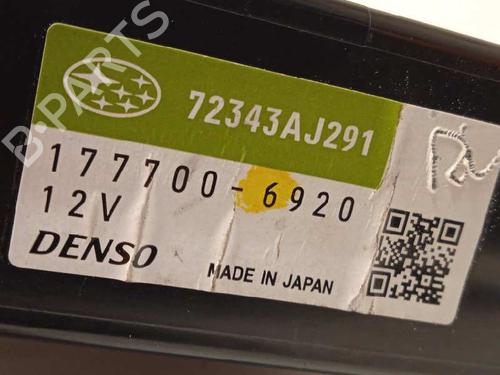 B-PARTS
72343AJ291
177700-6920
12V
DENSO
MADE IN JAPAN